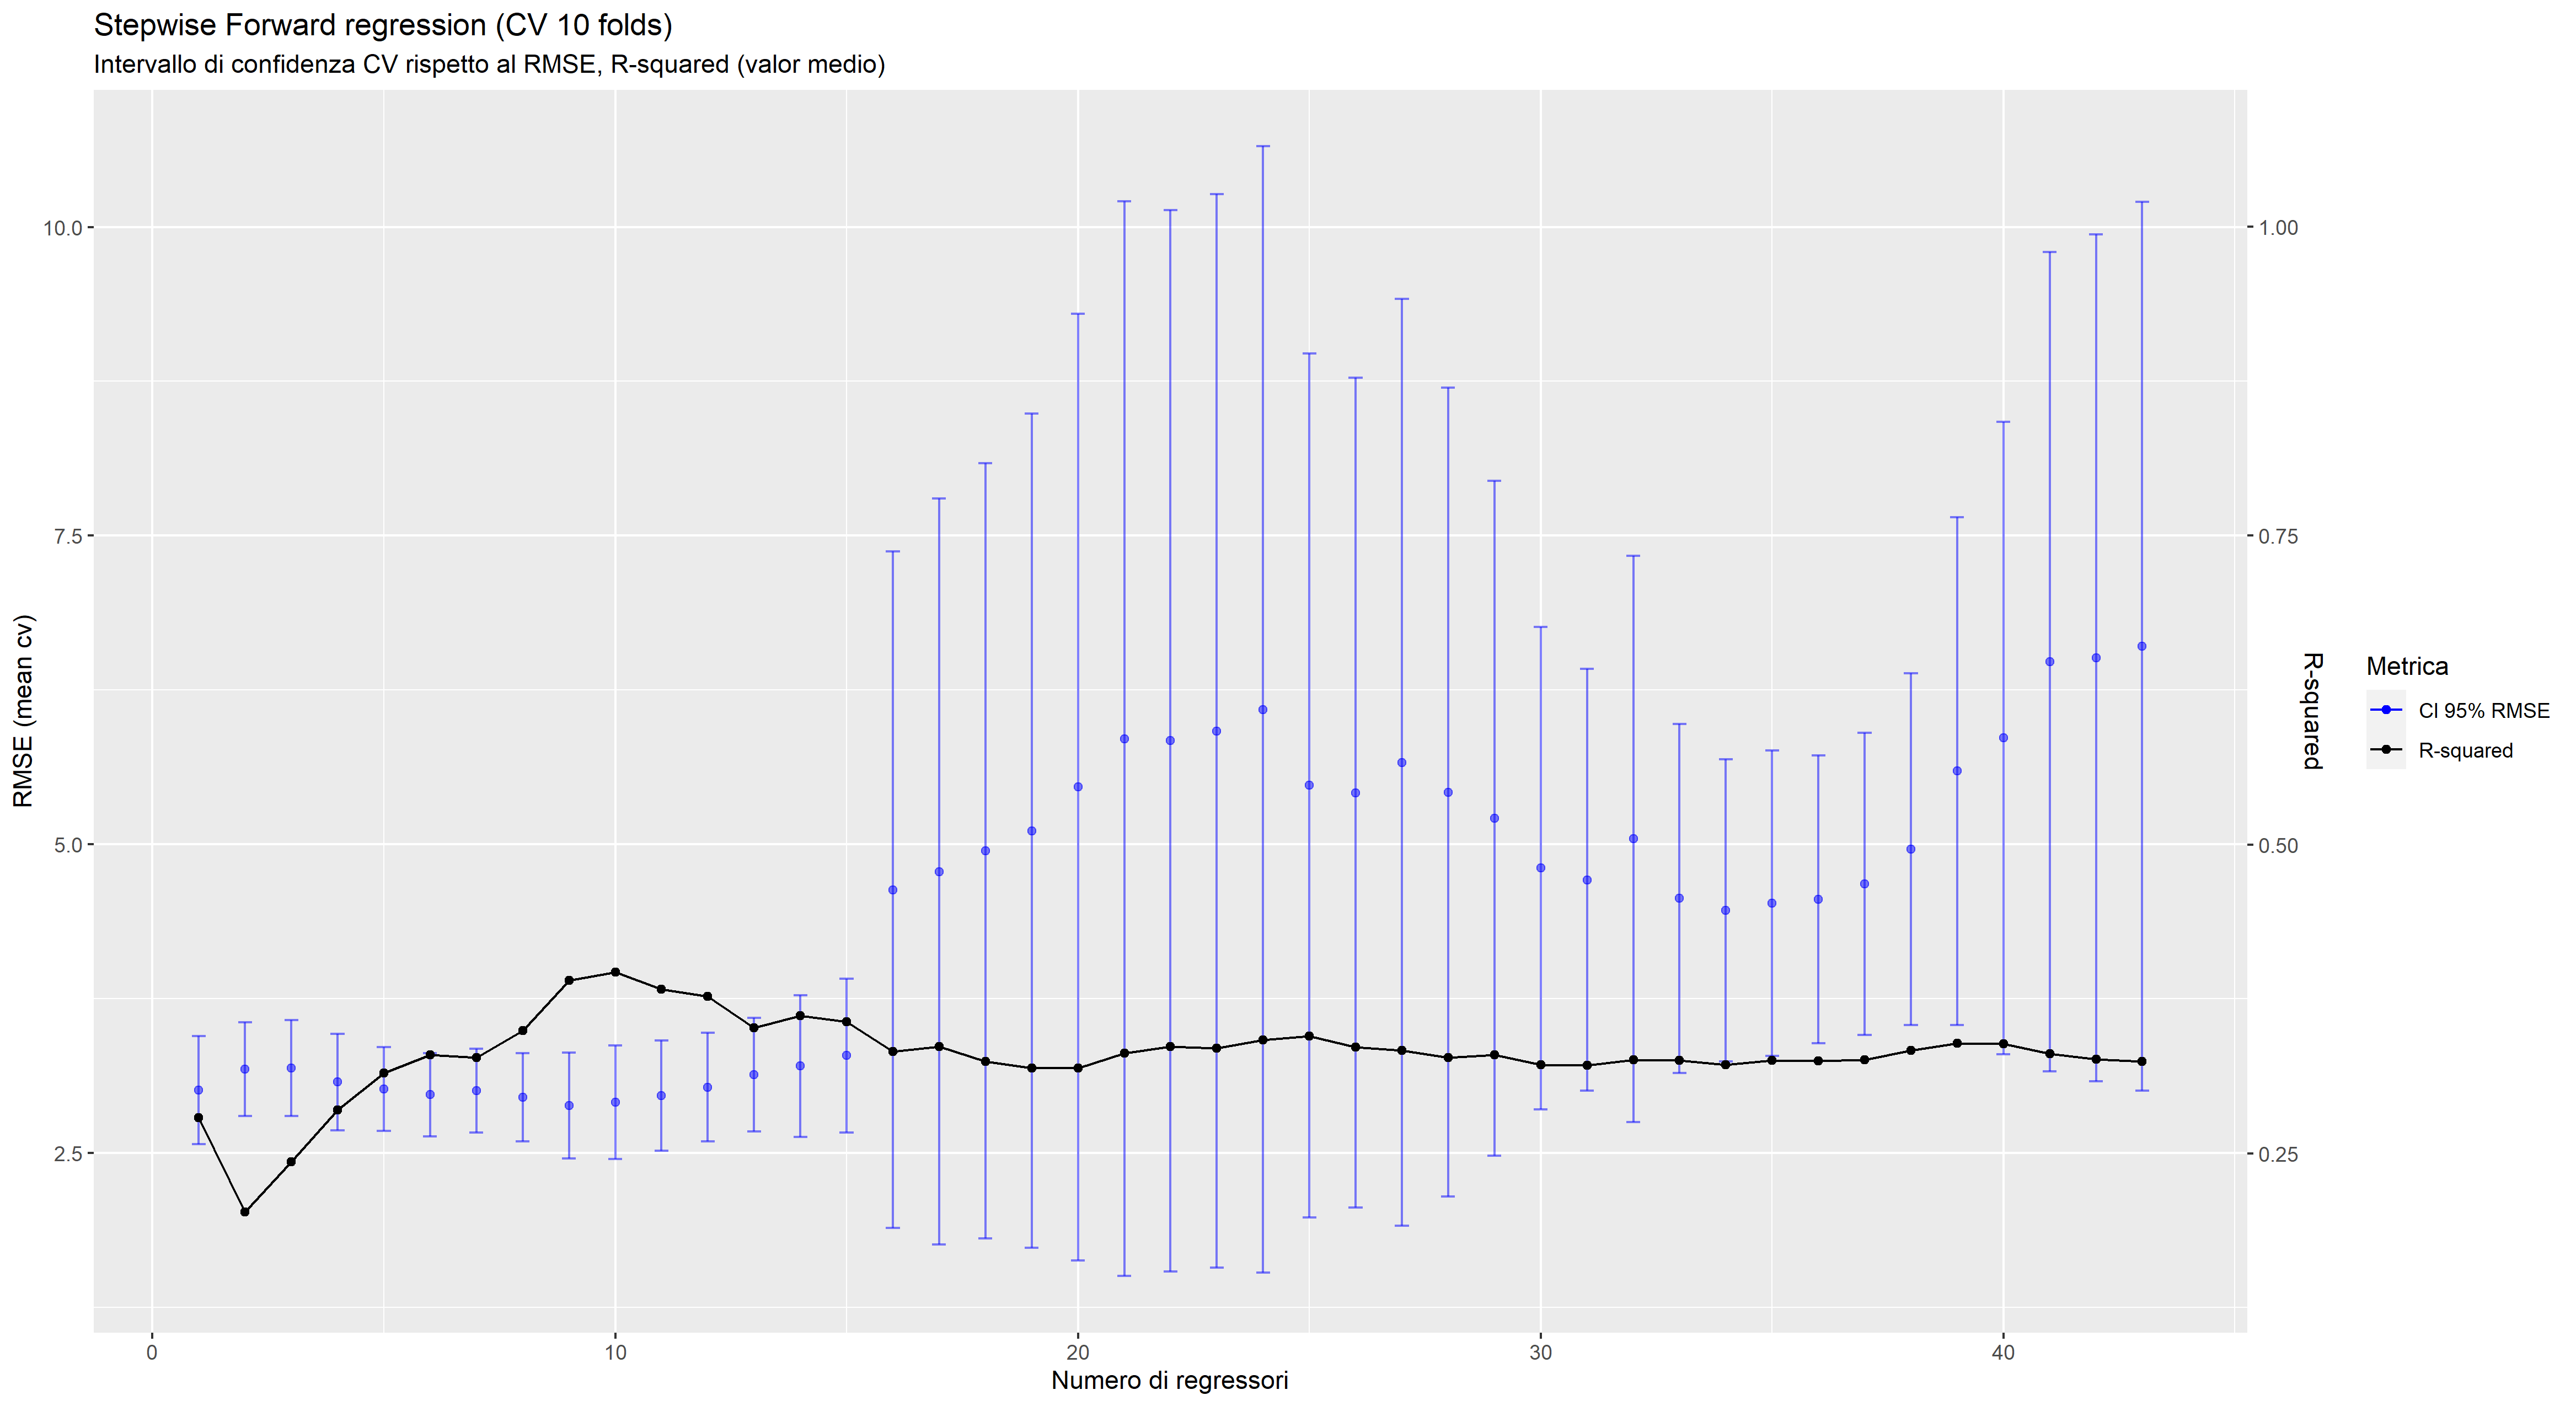 Stepwise Forward regression (CV 10 folds)
Intervallo di confidenza CV rispetto al RMSE, R-squared (valor medio)
10.0
7.5
5.0
2.5
RMSE (mean cv)
1.00
0.75
0.50
0.25
R-squared
Metrica
CI 95% RMSE
R-squared
0
10
20
30
40
Numero di regressori